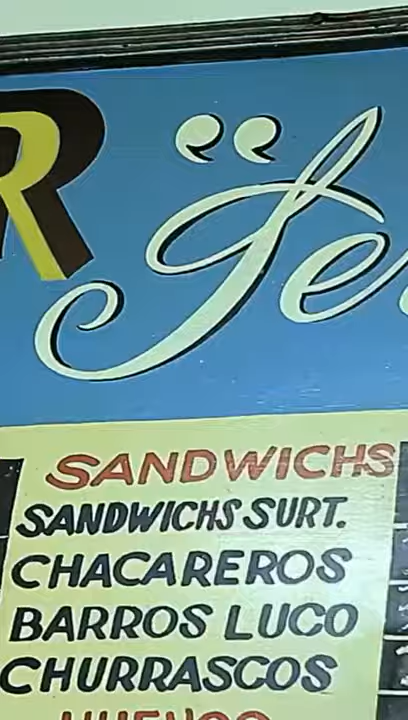 R
SANDWICHS
SANDWICHS SURT.
CHACAREROS
BARROS LUCO
CHURRASCOS
HUEVOS